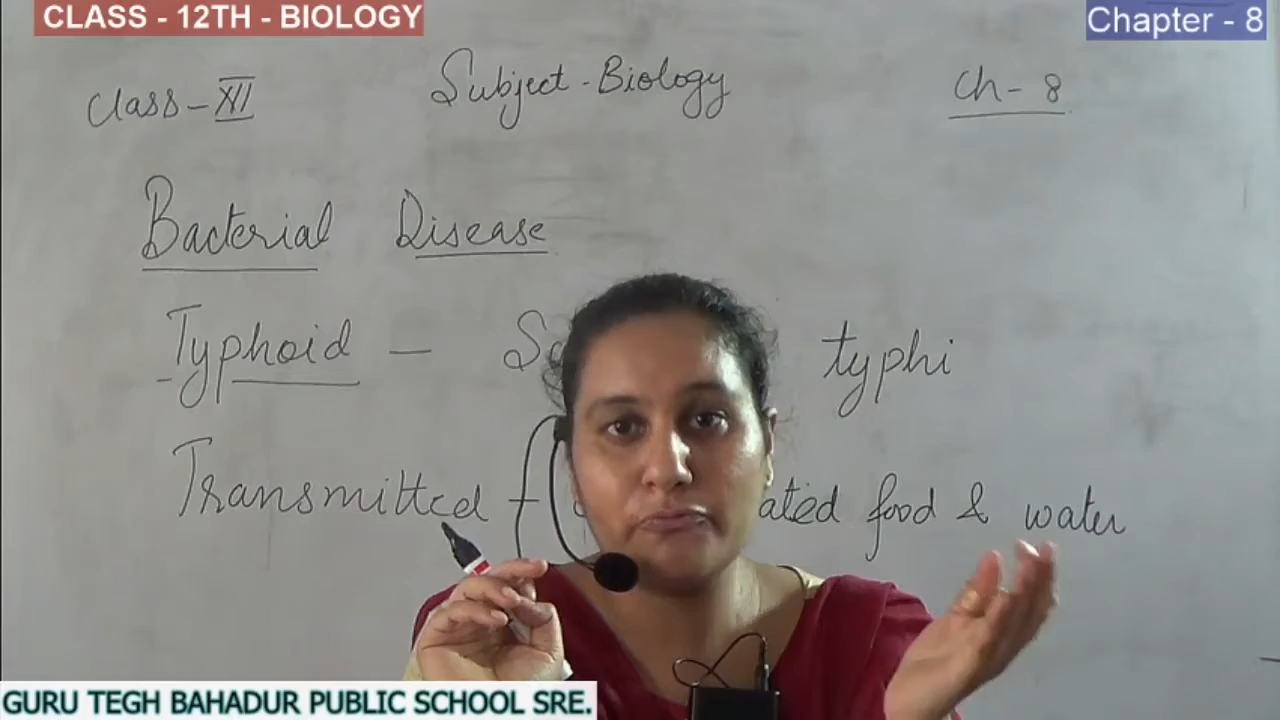 CLASS - 12TH - BIOLOGY
Chapter - 8
Class - XII
Subject - Biology
Ch - 8
Bacterial Disease
Typhoid — typhi
Transmitted - food & water
GURU TEGH BAHADUR PUBLIC SCHOOL SRE.